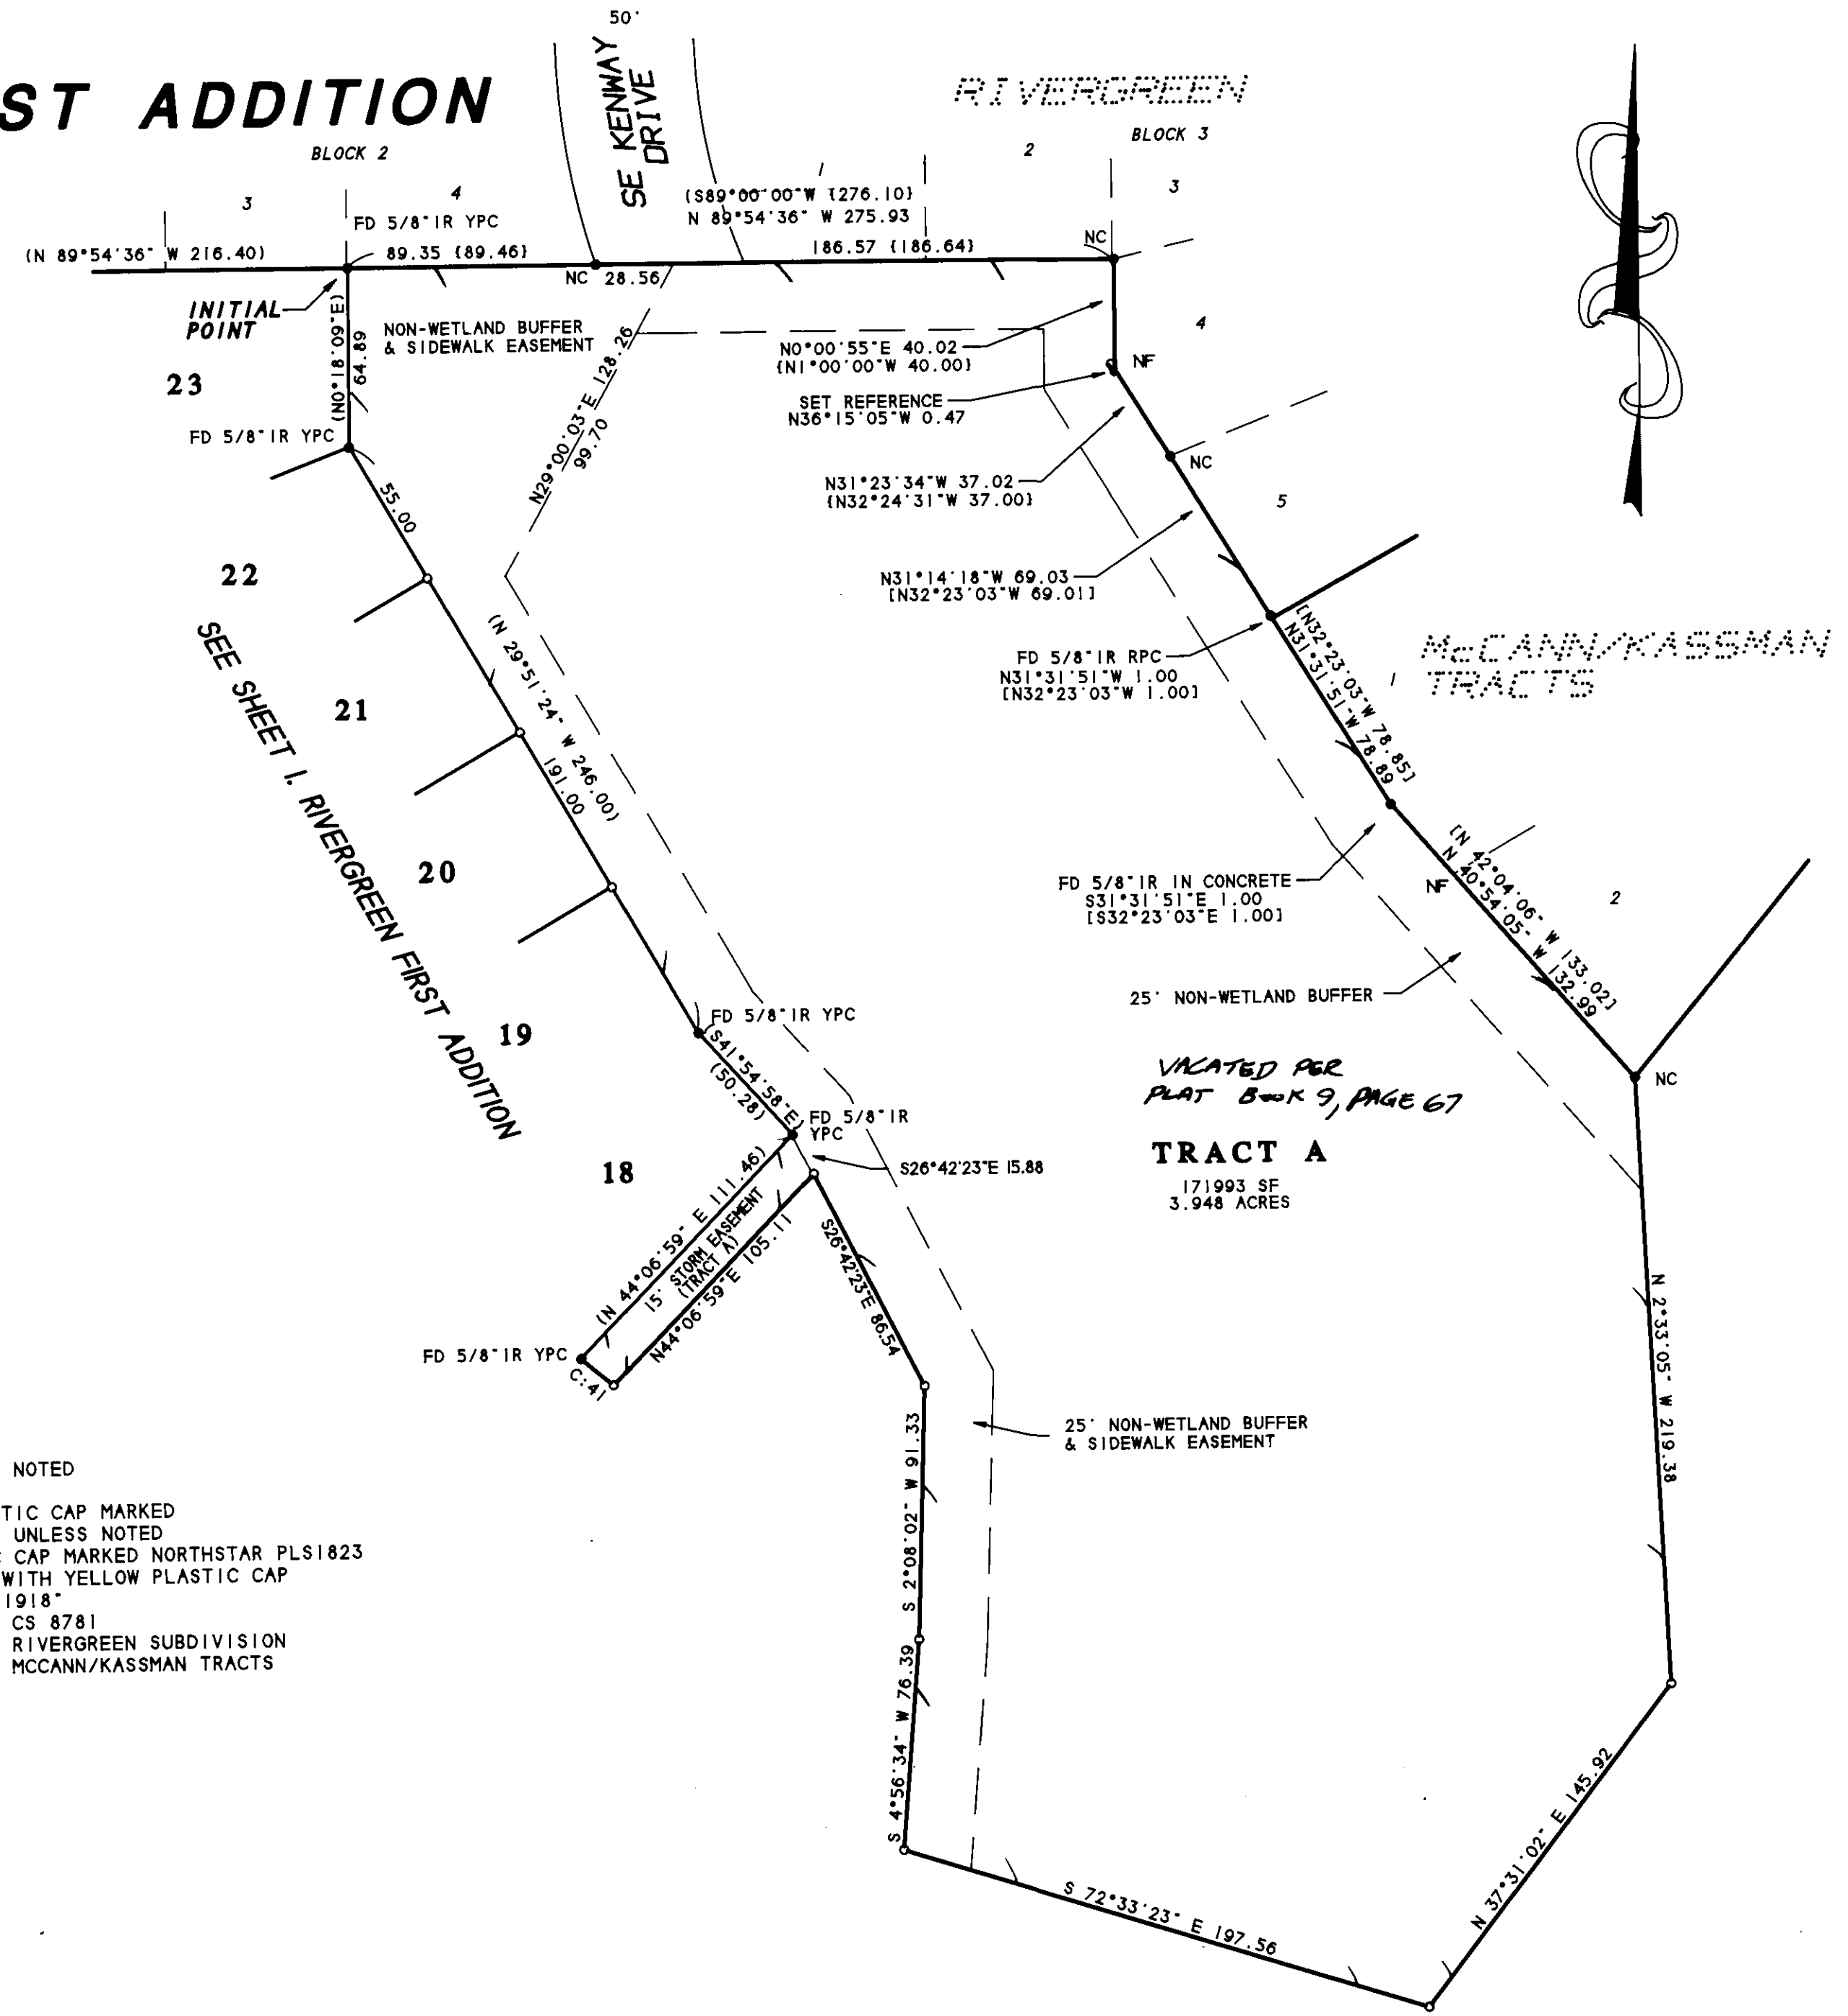 50'
ST ADDITION
SE KENWAY
DRIVE
RIVERGREEN
BLOCK 2
BLOCK 3
3
4
1
2
3
FD 5/8"IR YPC
(S89°00'00"W {276.10}
N 89°54'36" W 275.93
(N 89°54'36" W 216.40)
89.35 {89.46}
186.57 {186.64}
NC
NC 28.56
INITIAL
POINT
(N0°18'09"E)
64.89
NON-WETLAND BUFFER
& SIDEWALK EASEMENT
N29°00'03"E 128.26
99.70
N0°00'55"E 40.02
{N1°00'00"W 40.00}
4
NF
23
SET REFERENCE
N36°15'05"W 0.47
FD 5/8"IR YPC
NC
N31°23'34"W 37.02
{N32°24'31"W 37.00}
5
55.00
22
N31°14'18"W 69.03
[N32°23'03"W 69.01]
SEE SHEET 1. RIVERGREEN FIRST ADDITION
(N 29°51'24" W 246.00)
191.00
FD 5/8"IR RPC
N31°31'51"W 1.00
[N32°23'03"W 1.00]
[N32°23'03"W 78.85]
N31°31'51"W 78.89
1
McCANN/KASSMAN
TRACTS
21
20
FD 5/8"IR IN CONCRETE
S31°31'51"E 1.00
[S32°23'03"E 1.00]
[N 42°04'06" W 133.02]
N 40°54'05" W 132.99
NF
2
25' NON-WETLAND BUFFER
19
FD 5/8"IR YPC
(S41°54'58"E)
(50.28)
VACATED PER
PLAT BOOK 9, PAGE 67
NC
FD 5/8"IR
YPC
18
S26°42'23"E 15.88
TRACT A
171993 SF
3.948 ACRES
(N 44°06'59" E 111.46)
15' STORM EASEMENT
(TRACT A)
N44°06'59"E 105.11
S26°42'23"E 86.54
FD 5/8"IR YPC
C:41
N 2°33'05" W 219.38
25' NON-WETLAND BUFFER
& SIDEWALK EASEMENT
S 2°08'02" W 91.33
NOTED
TIC CAP MARKED
UNLESS NOTED
CAP MARKED NORTHSTAR PLS1823
WITH YELLOW PLASTIC CAP
1918"
CS 8781
RIVERGREEN SUBDIVISION
MCCANN/KASSMAN TRACTS
S 4°56'34" W 76.39
N 37°31'02" E 145.92
S 72°33'23" E 197.56